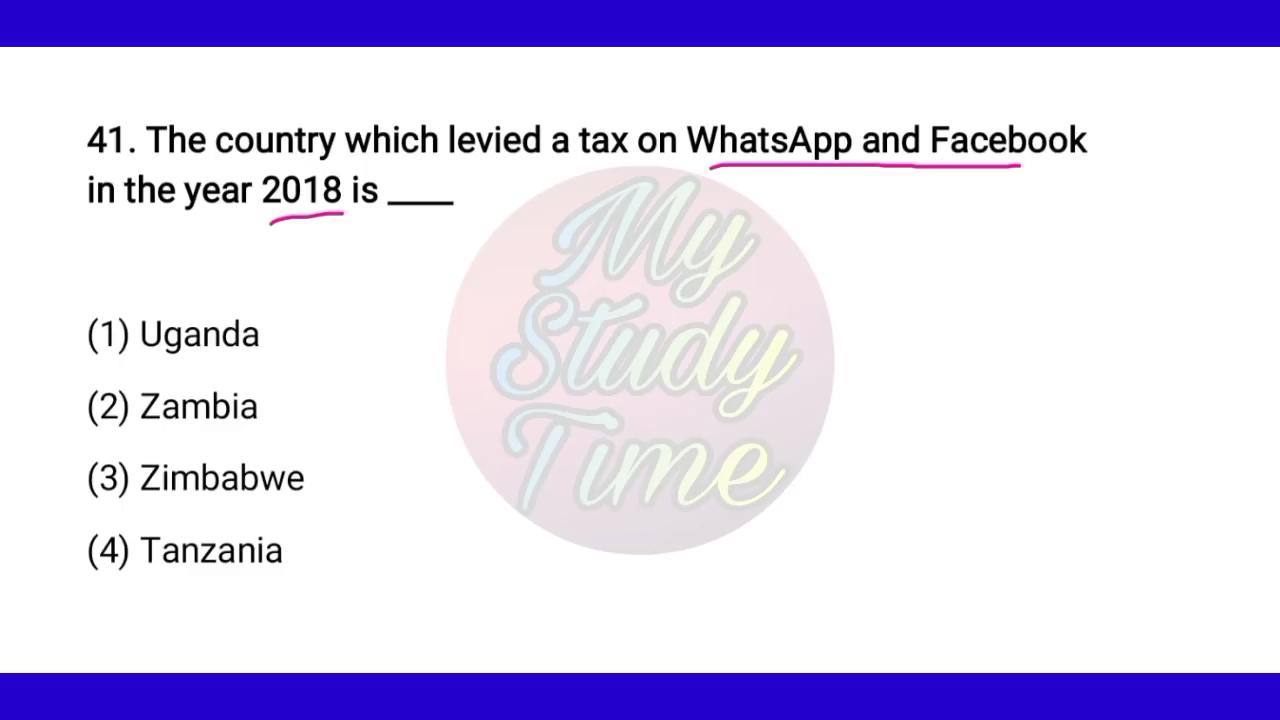 41. The country which levied a tax on WhatsApp and Facebook
in the year 2018 is ____
(1) Uganda
(2) Zambia
(3) Zimbabwe
(4) Tanzania
My
Study
Time